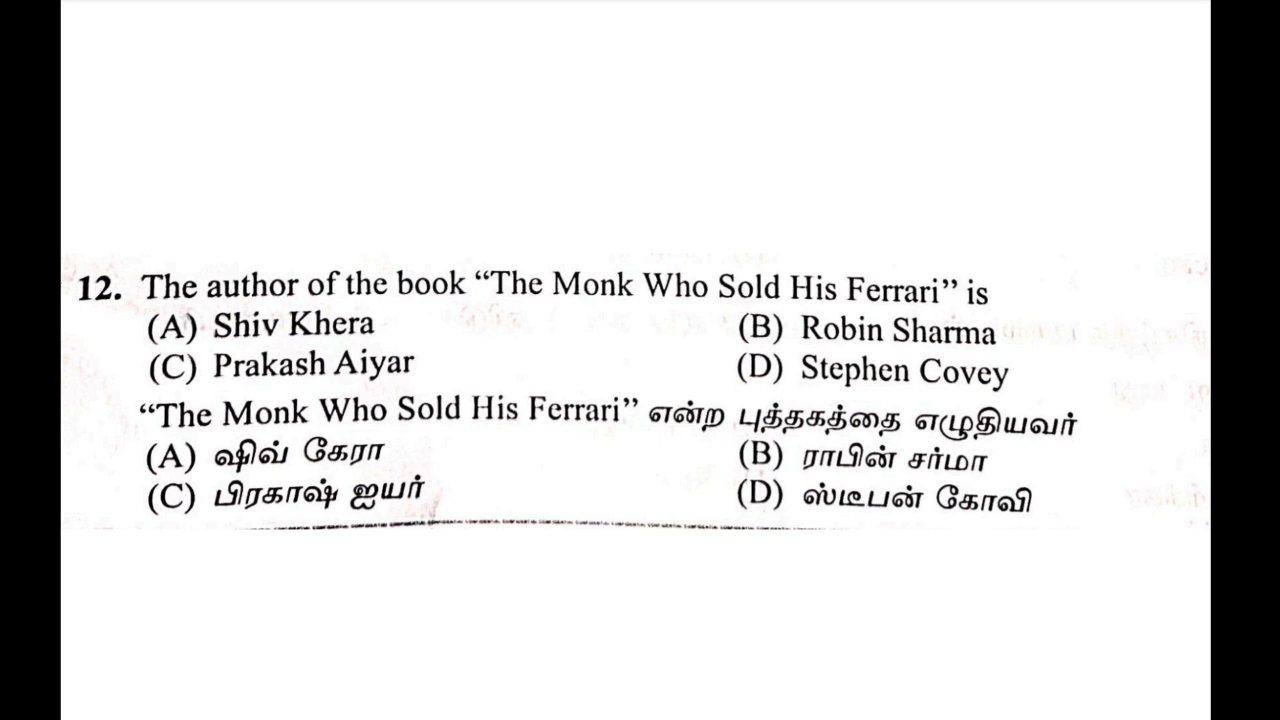 12. The author of the book “The Monk Who Sold His Ferrari” is
(A) Shiv Khera (B) Robin Sharma
(C) Prakash Aiyar (D) Stephen Covey
“The Monk Who Sold His Ferrari” என்ற புத்தகத்தை எழுதியவர்
(A) ஷிவ் கேரா (B) ராபின் சர்மா
(C) பிரகாஷ் ஐயர் (D) ஸ்டீபன் கோவி